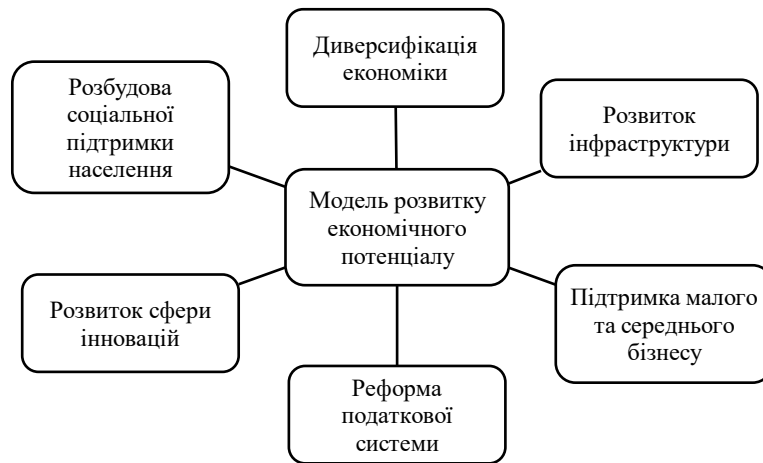 Диверсифікація
економіки
Розбудова
соціальної
підтримки
населення
Розвиток
інфраструктури
Модель розвитку
економічного
потенціалу
Розвиток сфери
інновацій
Підтримка малого
та середнього
бізнесу
Реформа
податкової
системи